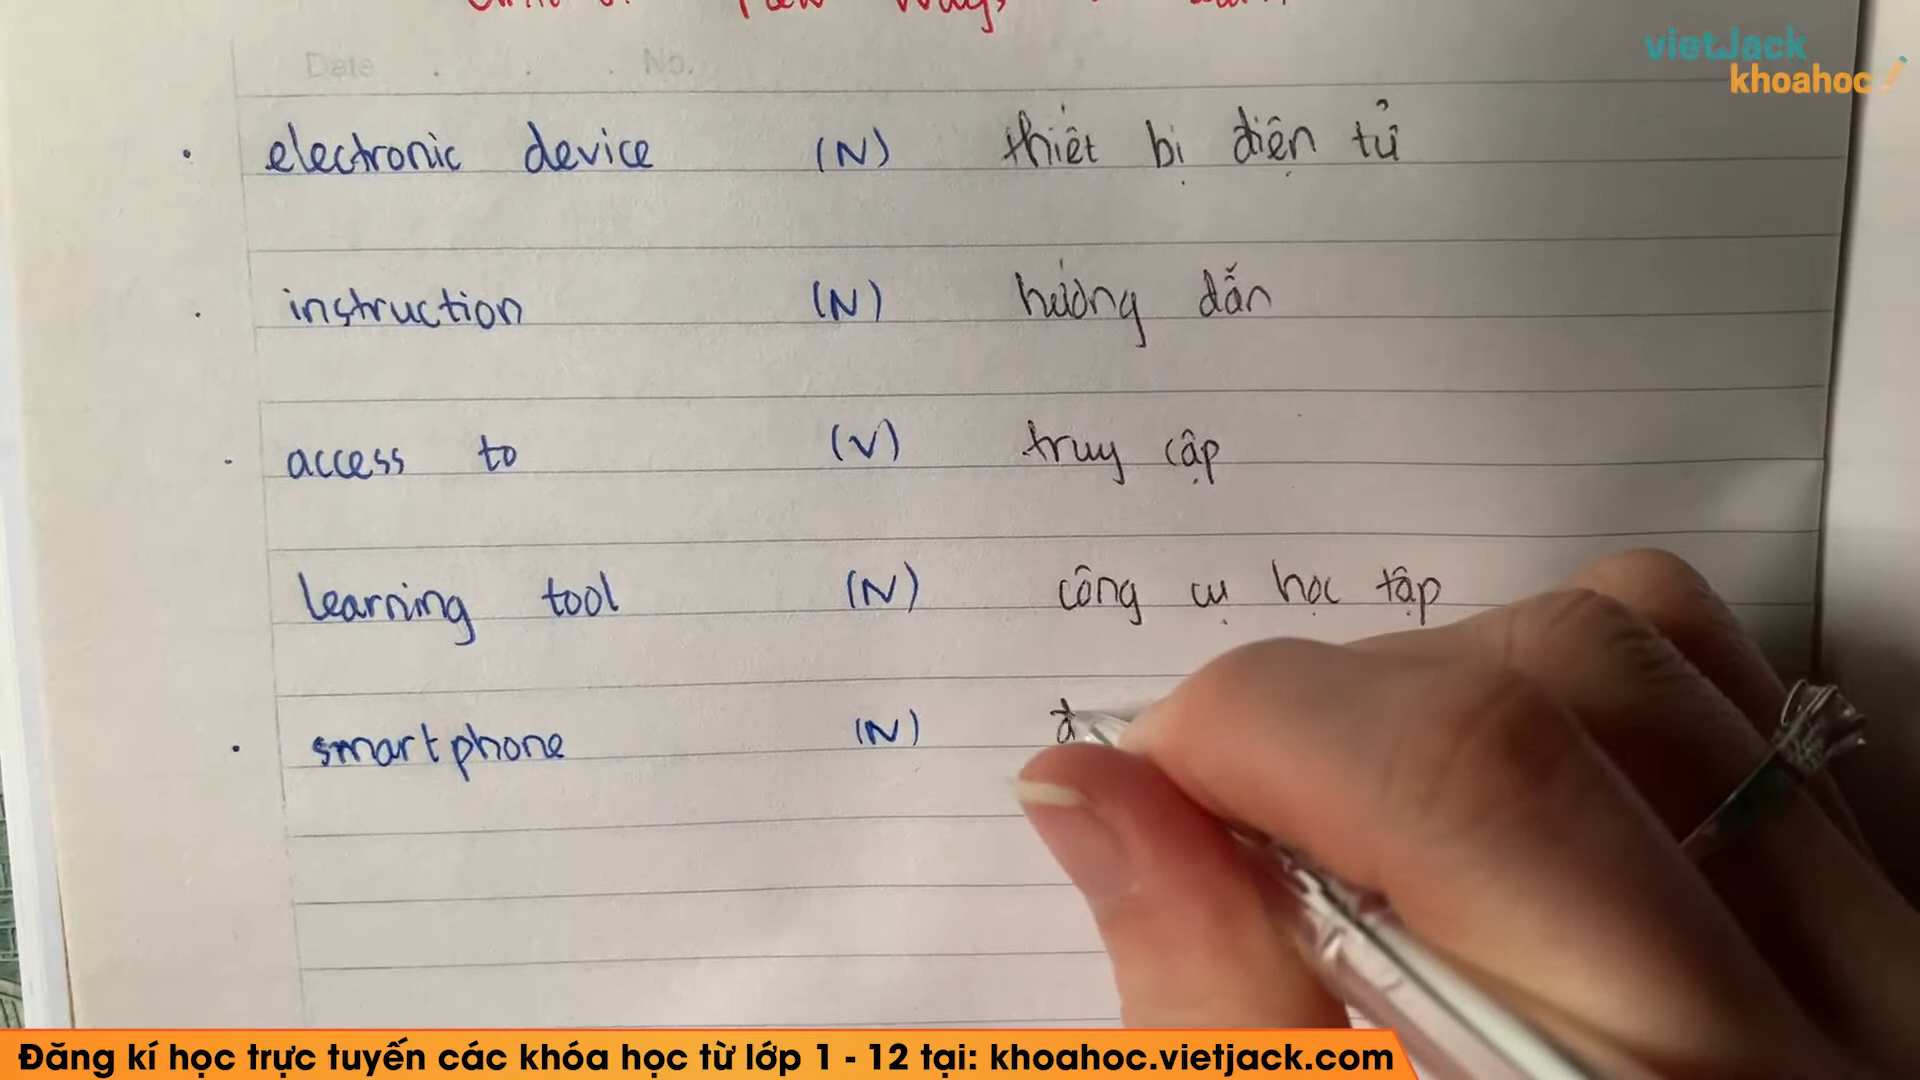 Date No.
vietJack
khoahoc
electronic device (N) thiết bị điện tử
instruction (N) hướng dẫn
access to (V) truy cập
learning tool (N) công cụ học tập
smartphone (N) đ
Đăng kí học trực tuyến các khóa học từ lớp 1 - 12 tại: khoahoc.vietjack.com